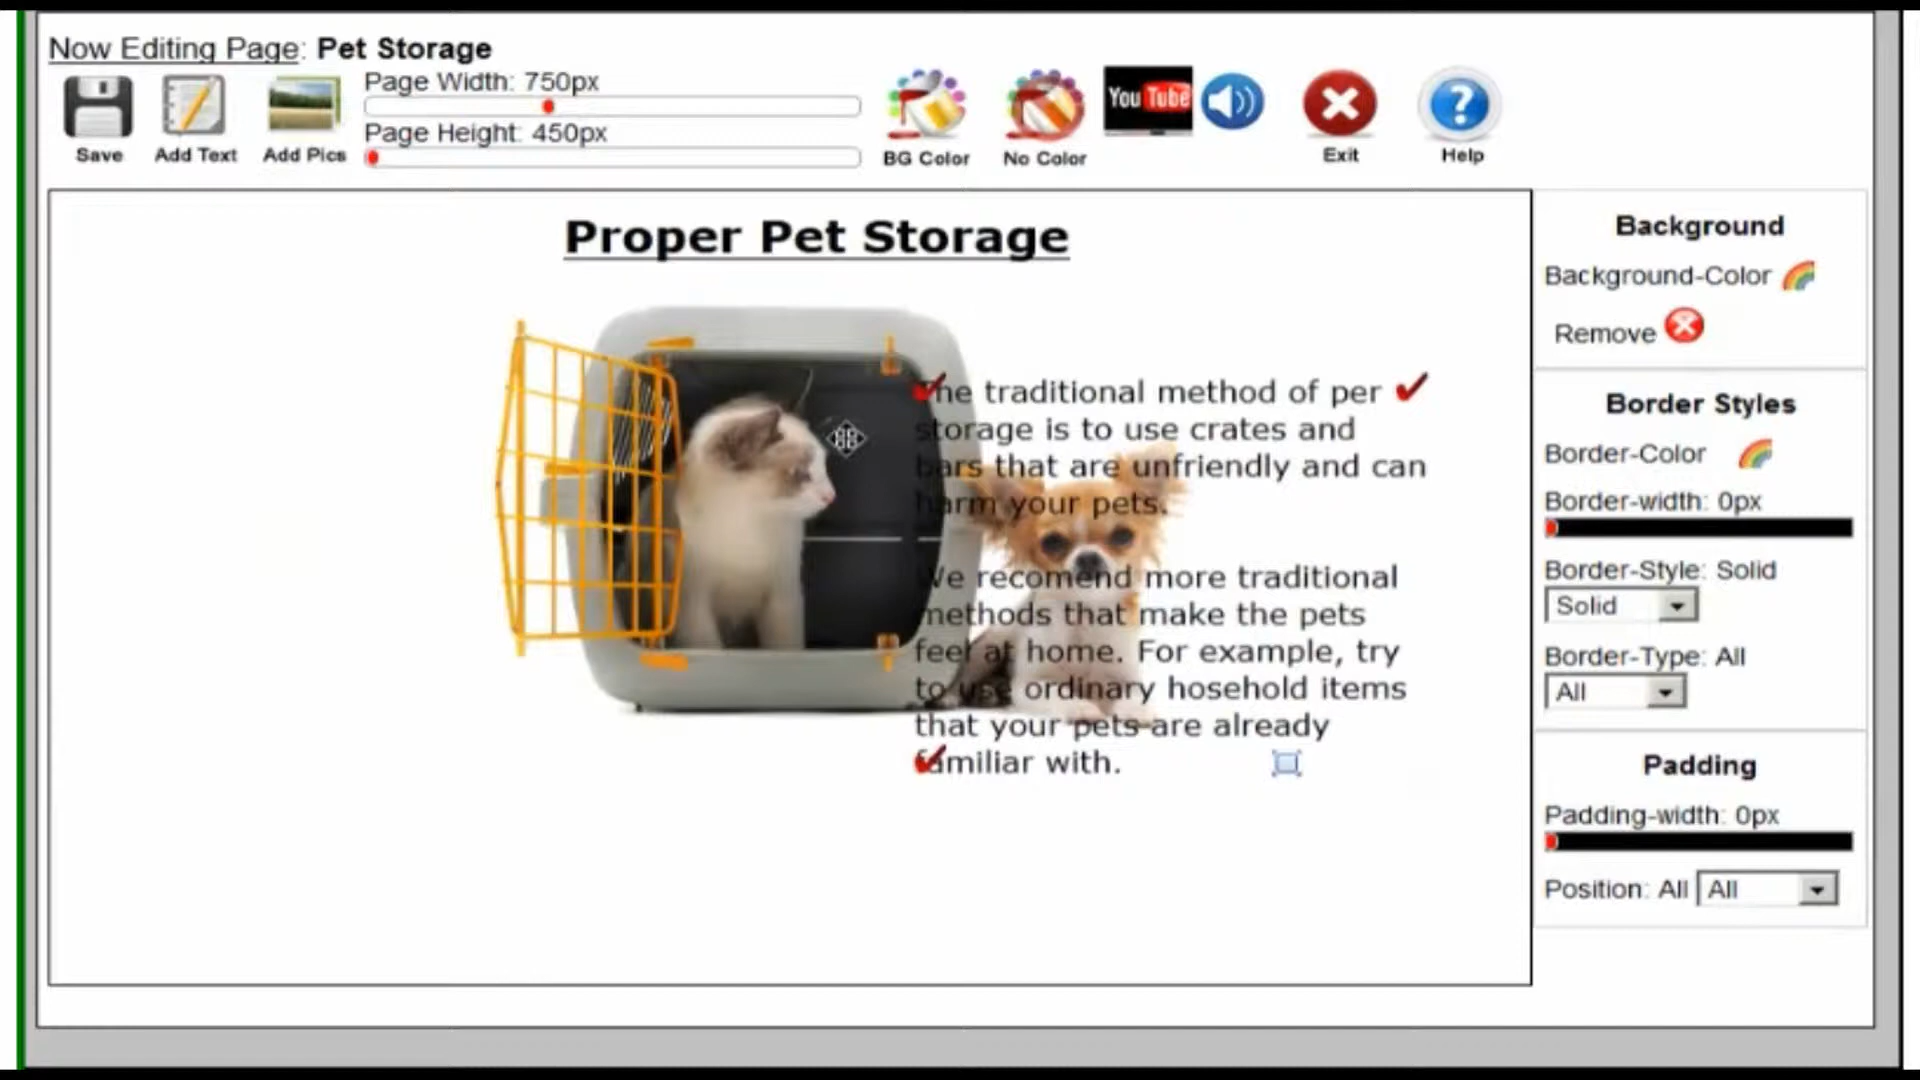 Now Editing Page: Pet Storage
Page Width: 750px
Page Height: 450px
Save
Add Text
Add Pics
BG Color
No Color
You Tube
Exit
Help
Proper Pet Storage
The traditional method of per
storage is to use crates and
bars that are unfriendly and can
harm your pets.
We recomend more traditional
methods that make the pets
feel at home. For example, try
to use ordinary hosehold items
that your pets are already
familiar with.
Background
Background-Color
Remove
Border Styles
Border-Color
Border-width: 0px
Border-Style: Solid
Solid
Border-Type: All
All
Padding
Padding-width: 0px
Position: All All